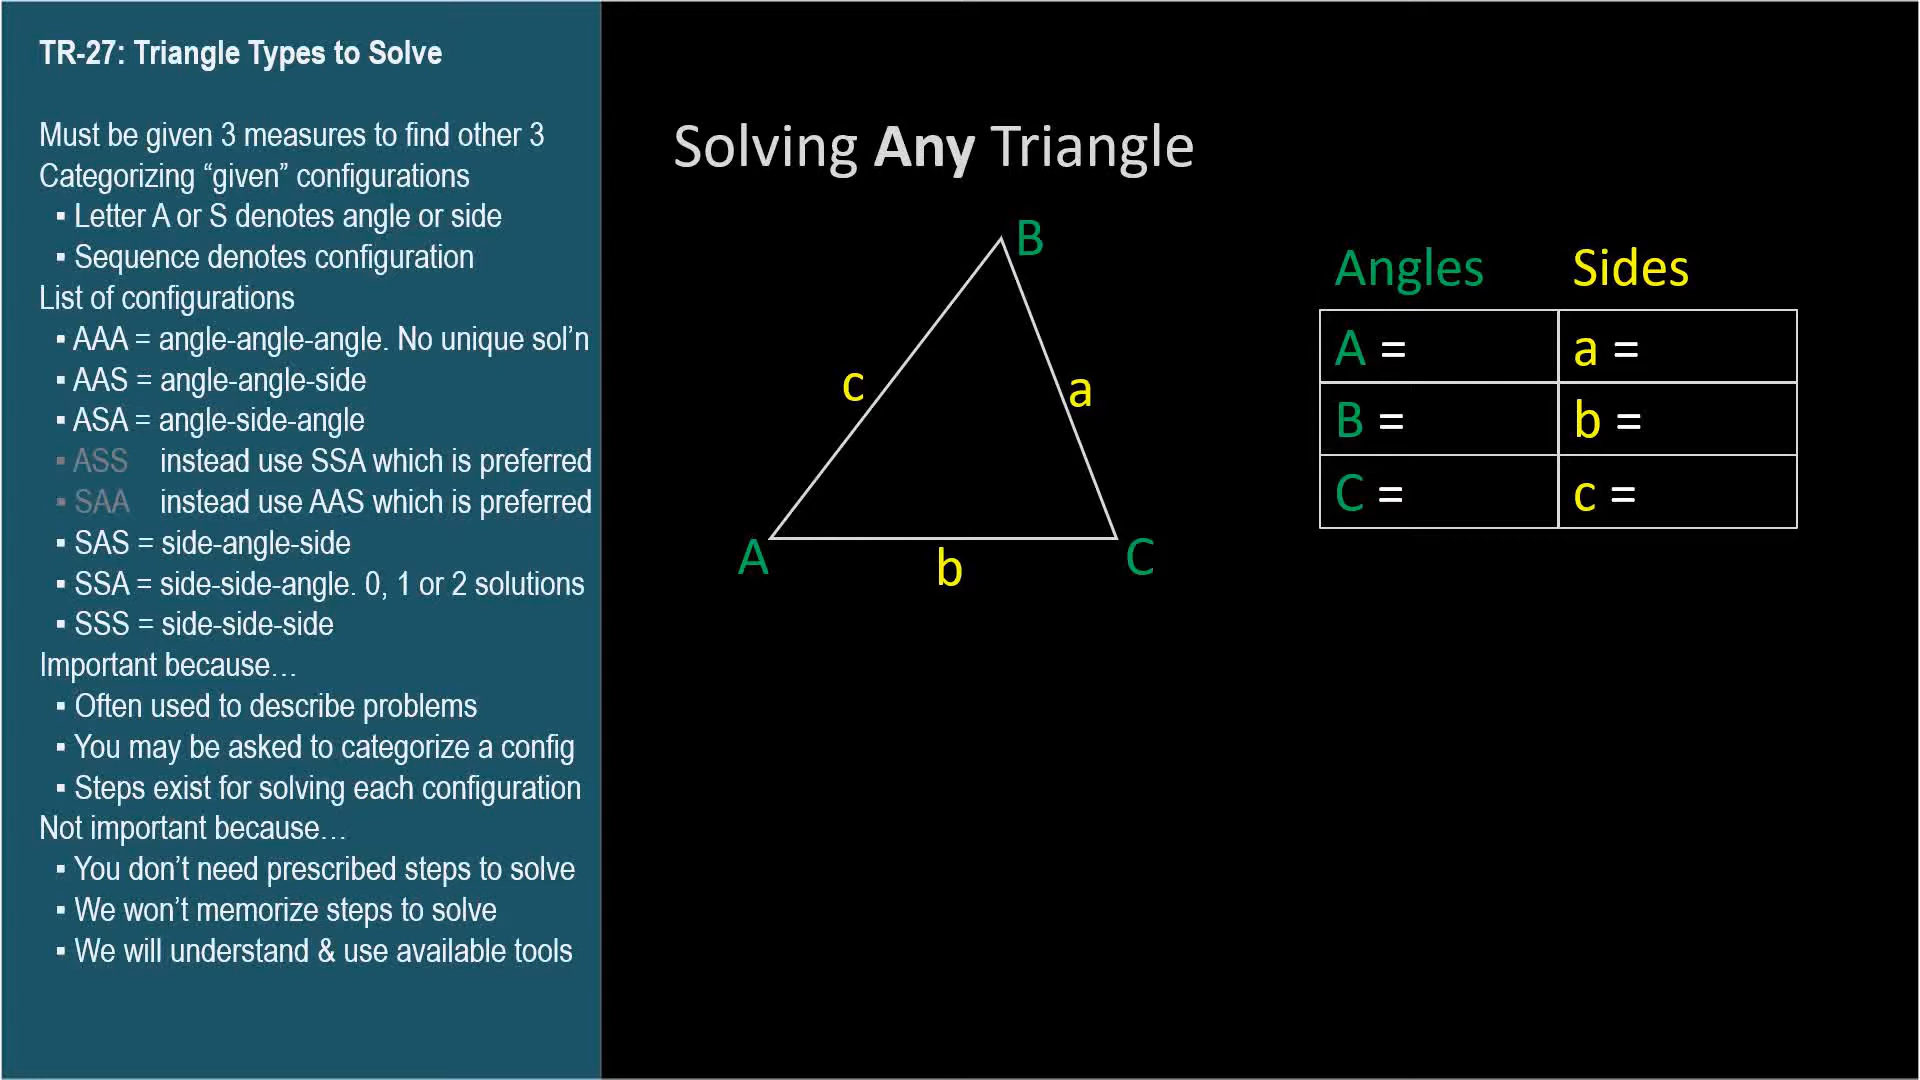 TR-27: Triangle Types to Solve
Must be given 3 measures to find other 3
Categorizing “given” configurations
▪ Letter A or S denotes angle or side
▪ Sequence denotes configuration
List of configurations
▪ AAA = angle-angle-angle. No unique sol’n
▪ AAS = angle-angle-side
▪ ASA = angle-side-angle
▪ ASS instead use SSA which is preferred
▪ SAA instead use AAS which is preferred
▪ SAS = side-angle-side
▪ SSA = side-side-angle. 0, 1 or 2 solutions
▪ SSS = side-side-side
Important because…
▪ Often used to describe problems
▪ You may be asked to categorize a config
▪ Steps exist for solving each configuration
Not important because…
▪ You don’t need prescribed steps to solve
▪ We won’t memorize steps to solve
▪ We will understand & use available tools
Solving Any Triangle
B
c
a
A
b
C
Angles Sides
A = a =
B = b =
C = c =